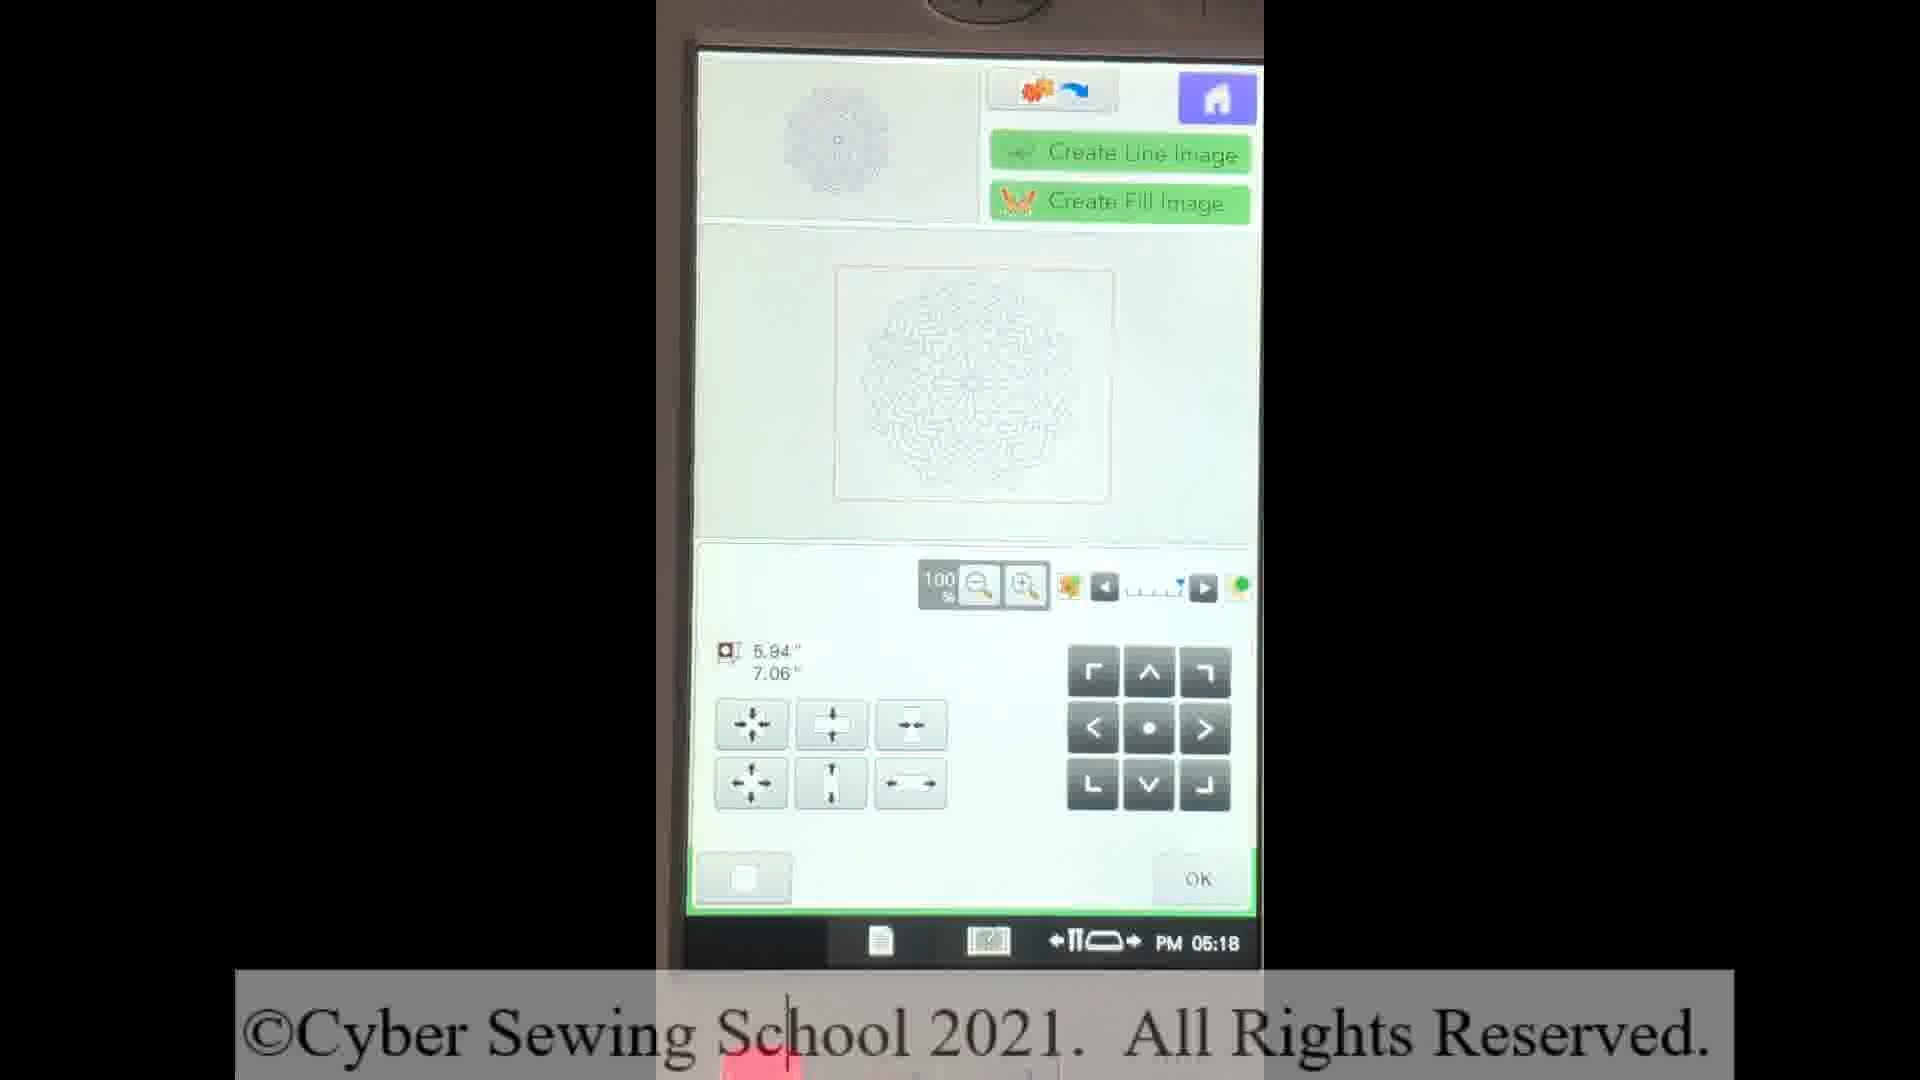 Create Line Image
Create Fill Image
100
%
5.94"
7.06"
OK
PM 05:18
©Cyber Sewing School 2021. All Rights Reserved.